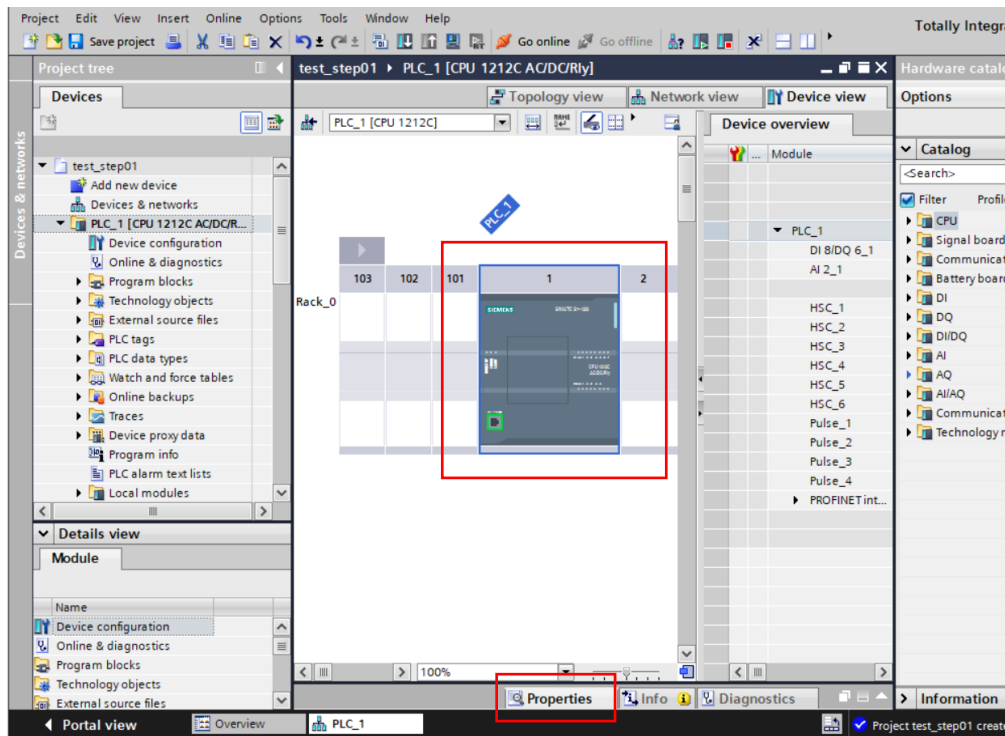 Project Edit View Insert Online Options Tools Window Help
Totally Integra
Save project Go online Go offline
Project tree
test_step01 PLC_1 [CPU 1212C AC/DC/Rly]
Hardware catalo
Devices
Topology view Network view Device view
Options
PLC_1 [CPU 1212C]
Device overview
Devices & networks
test_step01
Add new device
Devices & networks
PLC_1 [CPU 1212C AC/DC/R...
Device configuration
Online & diagnostics
Program blocks
Technology objects
External source files
PLC tags
PLC data types
Watch and force tables
Online backups
Traces
Device proxy data
Program info
PLC alarm text lists
Local modules
Details view
Module
Name
Device configuration
Online & diagnostics
Program blocks
Technology objects
External source files
PLC_1
103 102 101 1 2
Rack_0
SIEMENS
100%
... Module
PLC_1
DI 8/DQ 6_1
AI 2_1
HSC_1
HSC_2
HSC_3
HSC_4
HSC_5
HSC_6
Pulse_1
Pulse_2
Pulse_3
Pulse_4
PROFINET int...
Catalog
<Search>
Filter Profil
CPU
Signal board
Communicat
Battery boar
DI
DQ
DI/DQ
AI
AQ
AI/AQ
Communicat
Technology
Properties Info Diagnostics
Information
Portal view Overview PLC_1
Project test_step01 create